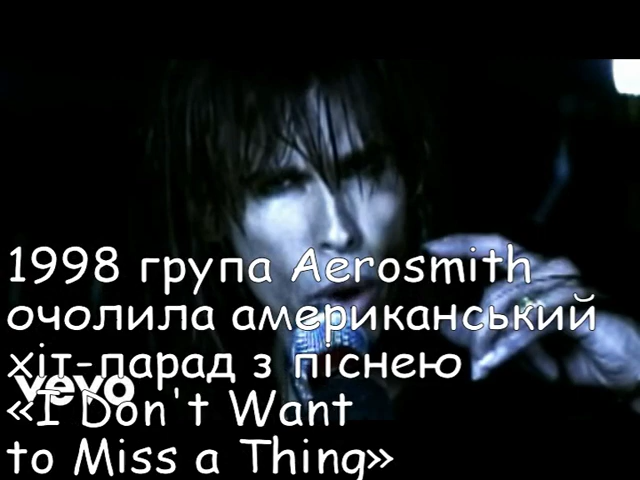 1998 група Aerosmith
очолила американський
хіт-парад з піснею
vevo
«I Don't Want
to Miss a Thing»